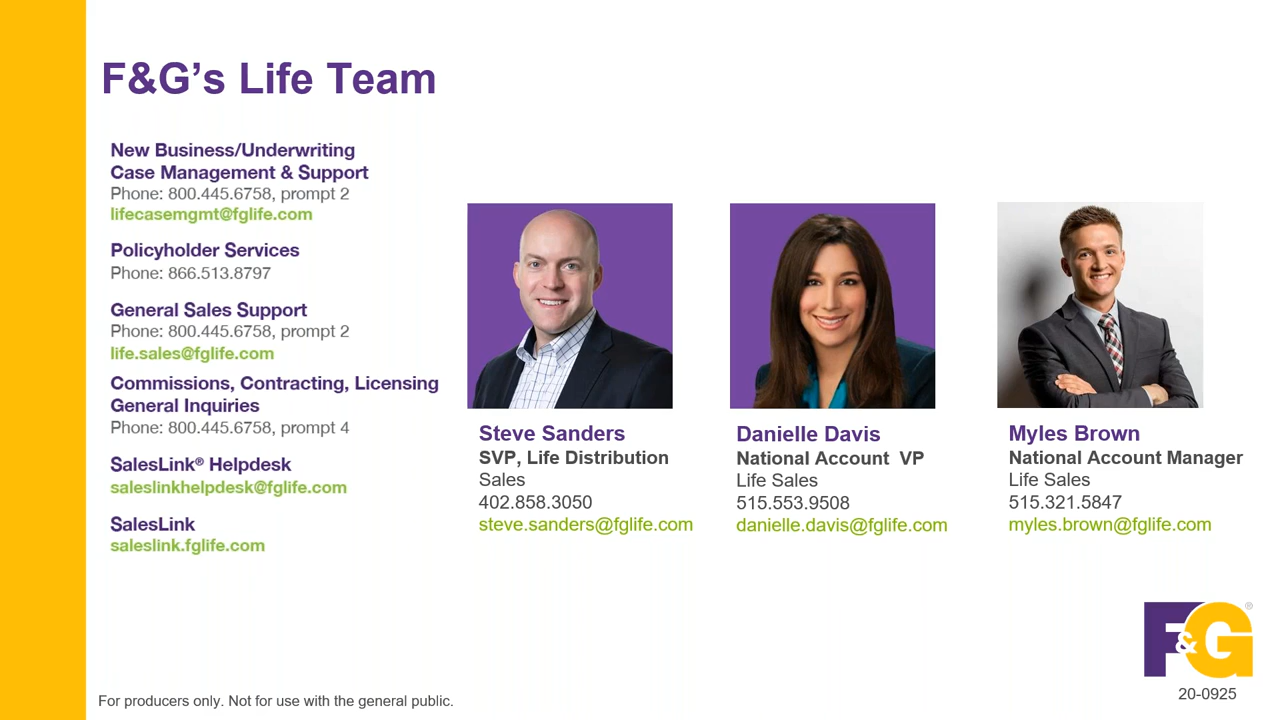 F&G's Life Team
New Business/Underwriting
Case Management & Support
Phone: 800.445.6758, prompt 2
lifecasemgmt@fglife.com
Policyholder Services
Phone: 866.513.8797
General Sales Support
Phone: 800.445.6758, prompt 2
life.sales@fglife.com
Commissions, Contracting, Licensing
General Inquiries
Phone: 800.445.6758, prompt 4
SalesLink® Helpdesk
saleslinkhelpdesk@fglife.com
SalesLink
saleslink.fglife.com
Steve Sanders
SVP, Life Distribution
Sales
402.858.3050
steve.sanders@fglife.com
Danielle Davis
National Account  VP
Life Sales
515.553.9508
danielle.davis@fglife.com
Myles Brown
National Account Manager
Life Sales
515.321.5847
myles.brown@fglife.com
F&G®
20-0925
For producers only. Not for use with the general public.